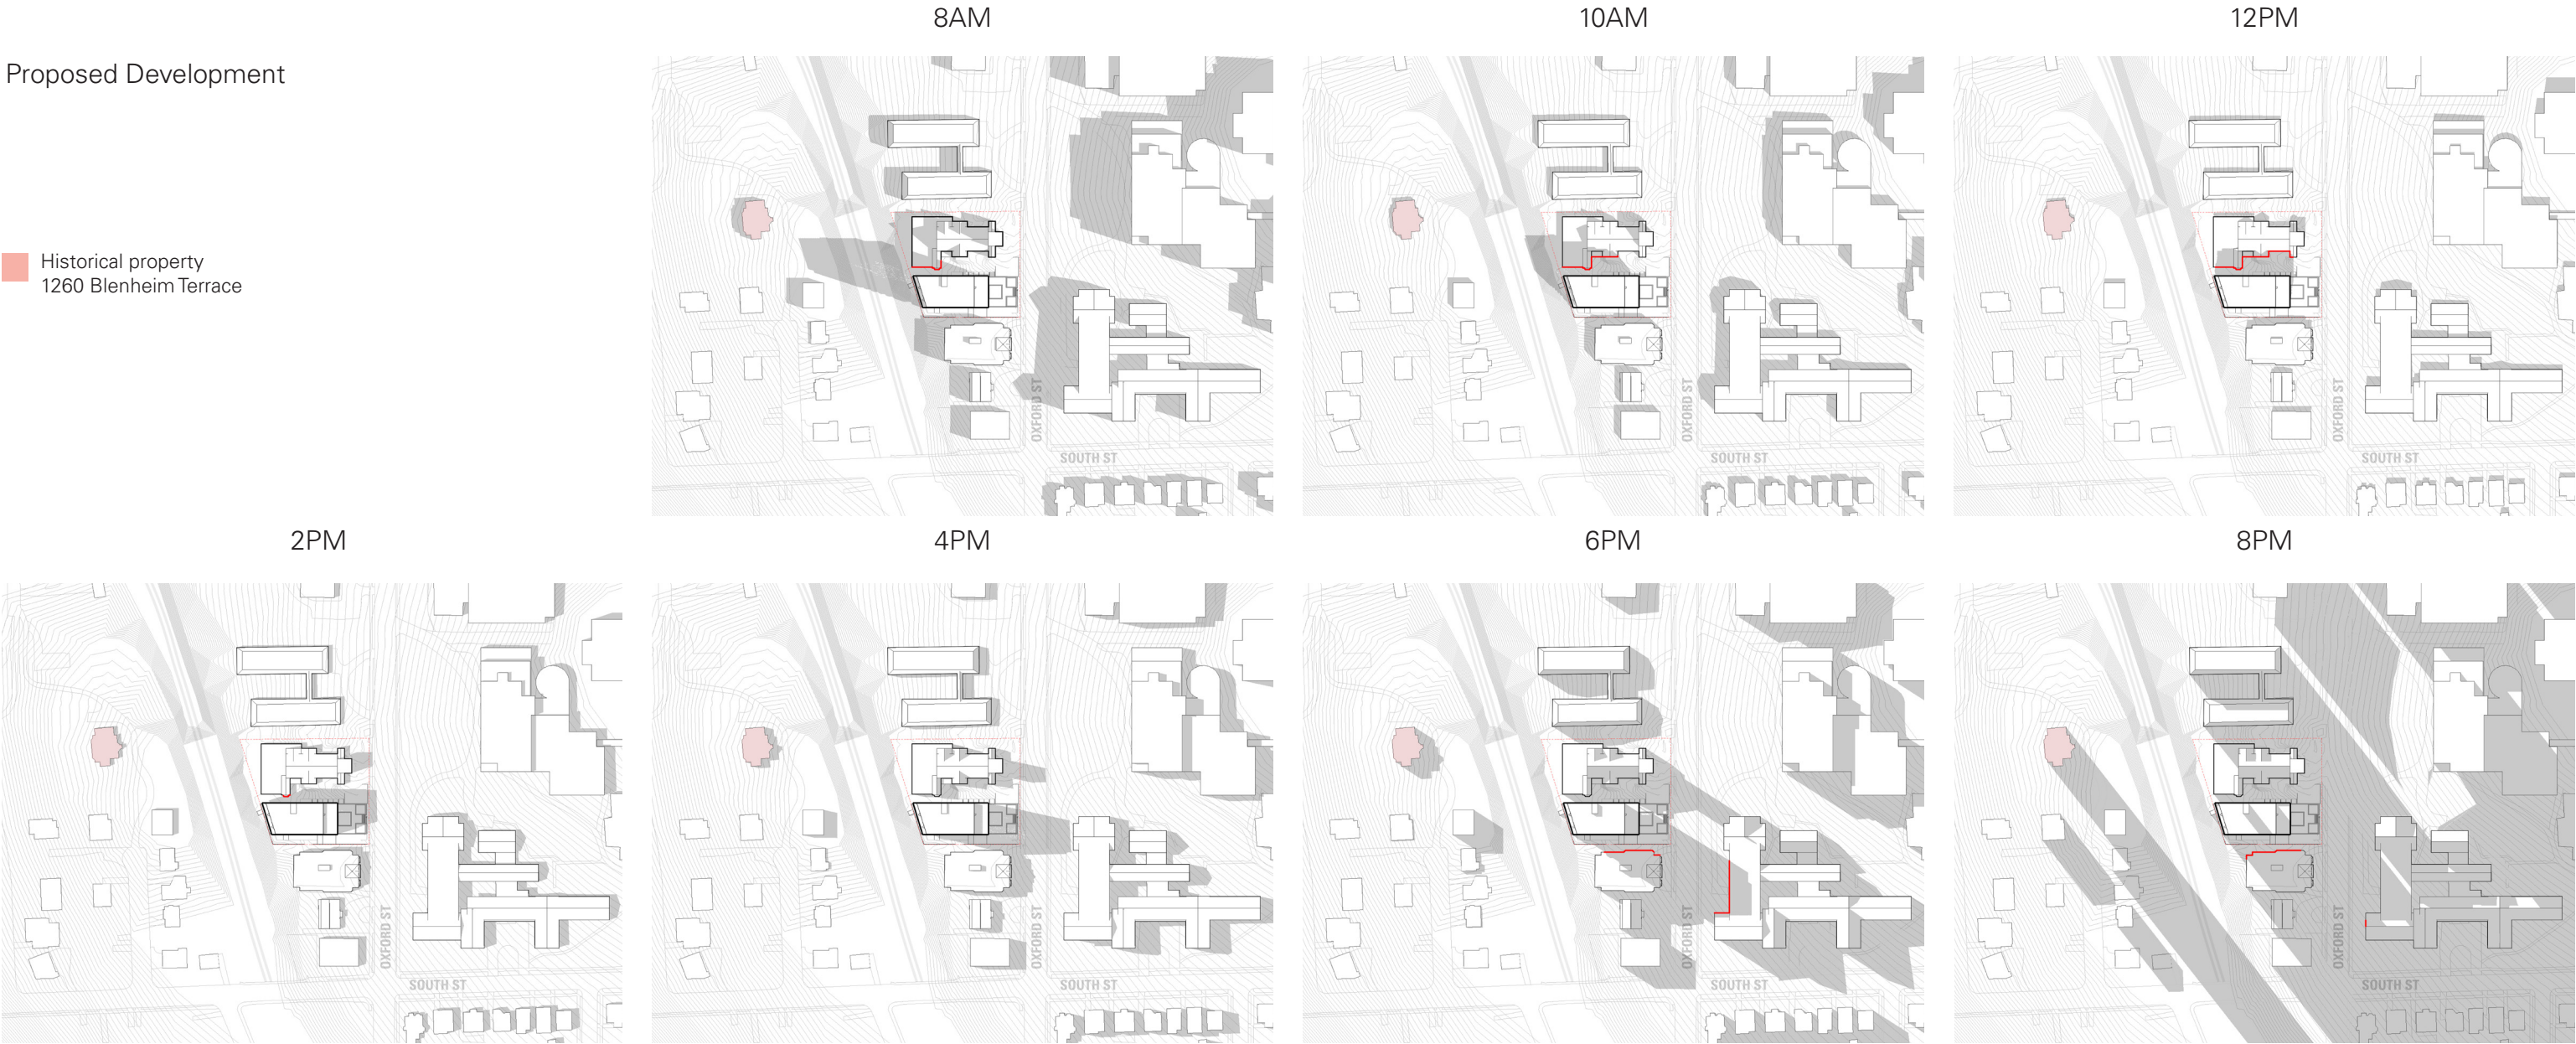 8AM
10AM
12PM
Proposed Development
Historical property
1260 Blenheim Terrace
OXFORD ST
SOUTH ST
OXFORD ST
SOUTH ST
OXFORD ST
SOUTH ST
2PM
4PM
6PM
8PM
OXFORD ST
SOUTH ST
OXFORD ST
SOUTH ST
OXFORD ST
SOUTH ST
OXFORD ST
SOUTH ST